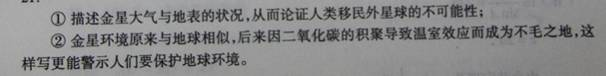 ① 描述金星大气与地表的状况,从而论证人类移民外星球的不可能性;
② 金星环境原来与地球相似,后来因二氧化碳的积聚导致温室效应而成为不毛之地,这
样写更能警示人们要保护地球环境。